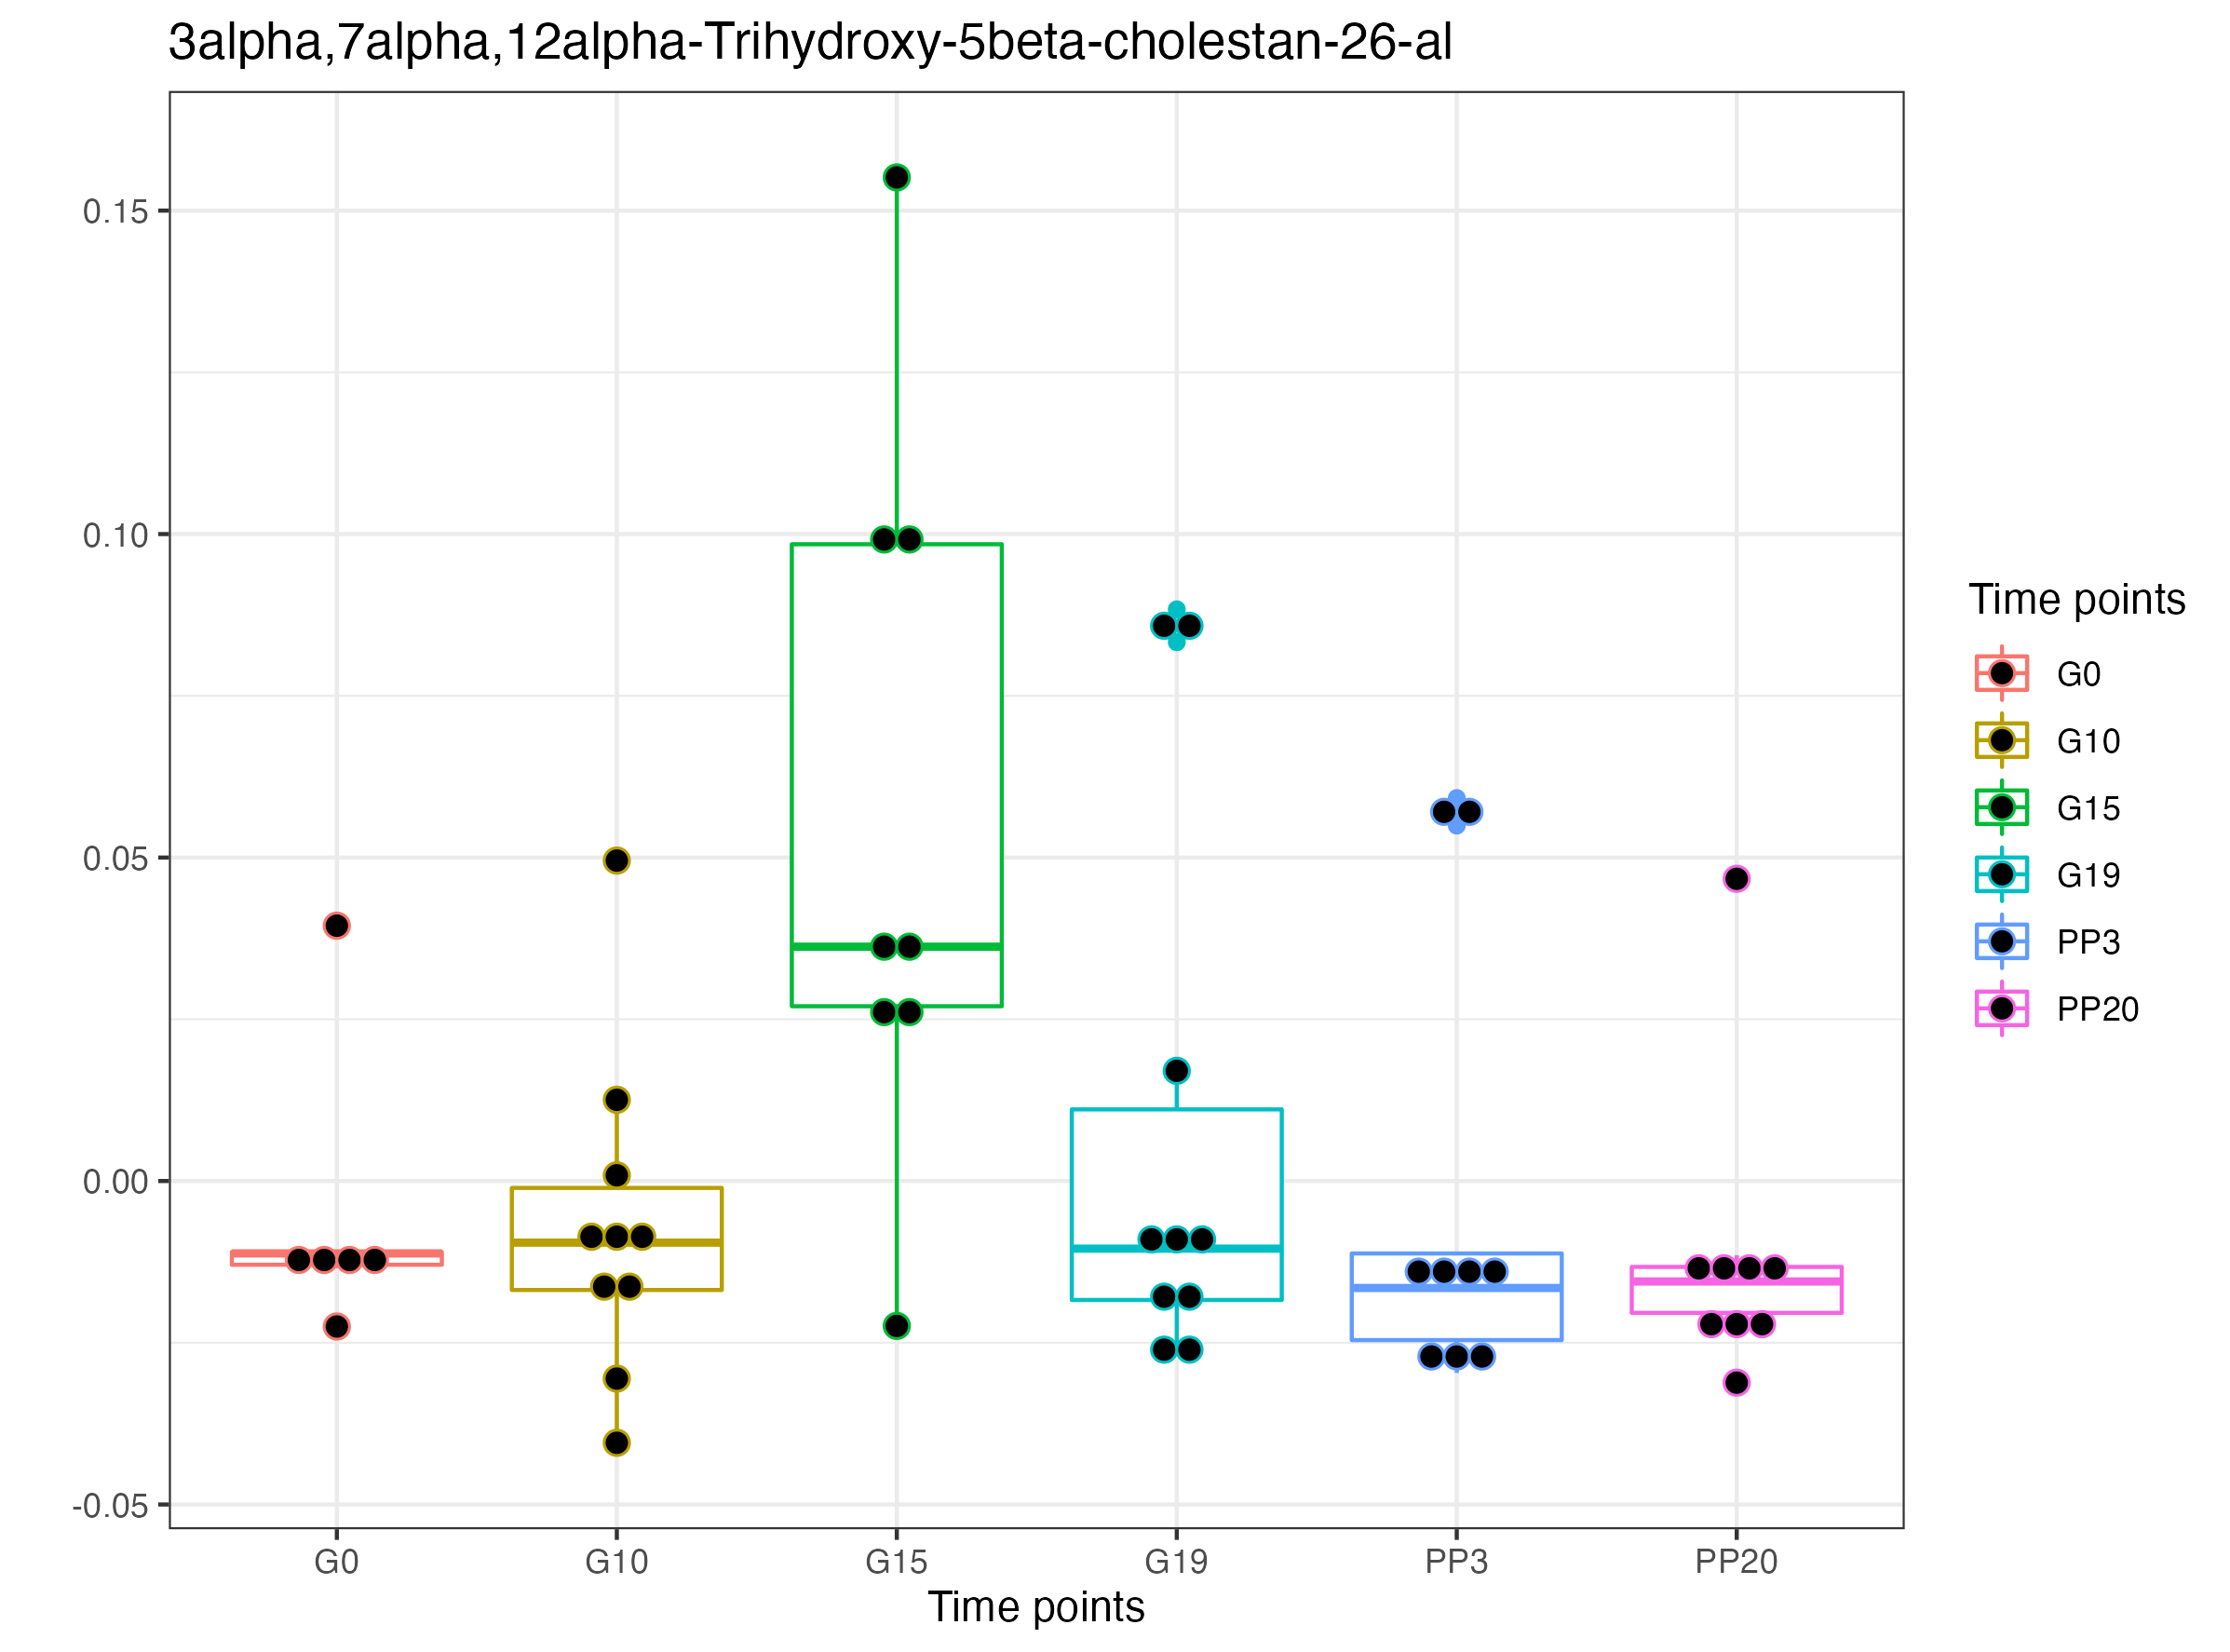 3alpha,7alpha,12alpha-Trihydroxy-5beta-cholestan-26-al
0.15
0.10
0.05
0.00
-0.05
G0 G10 G15 G19 PP3 PP20
Time points
Time points
G0
G10
G15
G19
PP3
PP20